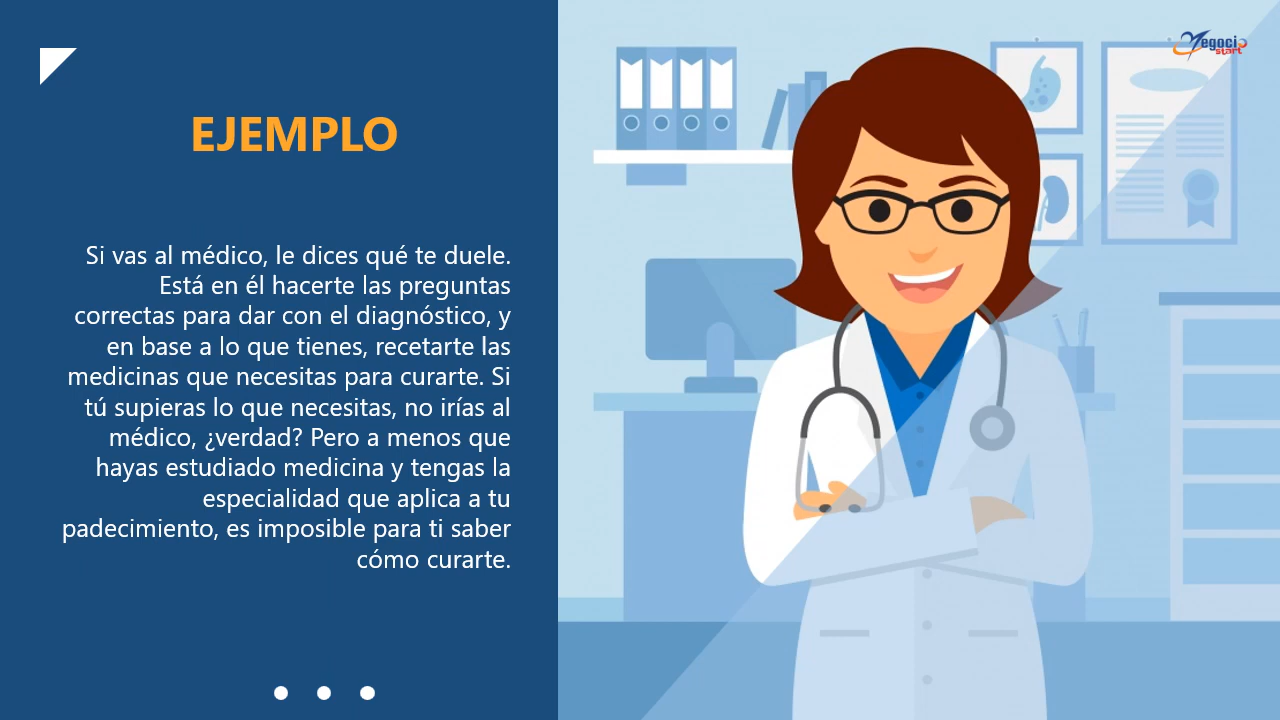 EJEMPLO
Si vas al médico, le dices qué te duele.
Está en él hacerte las preguntas
correctas para dar con el diagnóstico, y
en base a lo que tienes, recetarte las
medicinas que necesitas para curarte. Si
tú supieras lo que necesitas, no irías al
médico, ¿verdad? Pero a menos que
hayas estudiado medicina y tengas la
especialidad que aplica a tu
padecimiento, es imposible para ti saber
cómo curarte.
Negocio
start